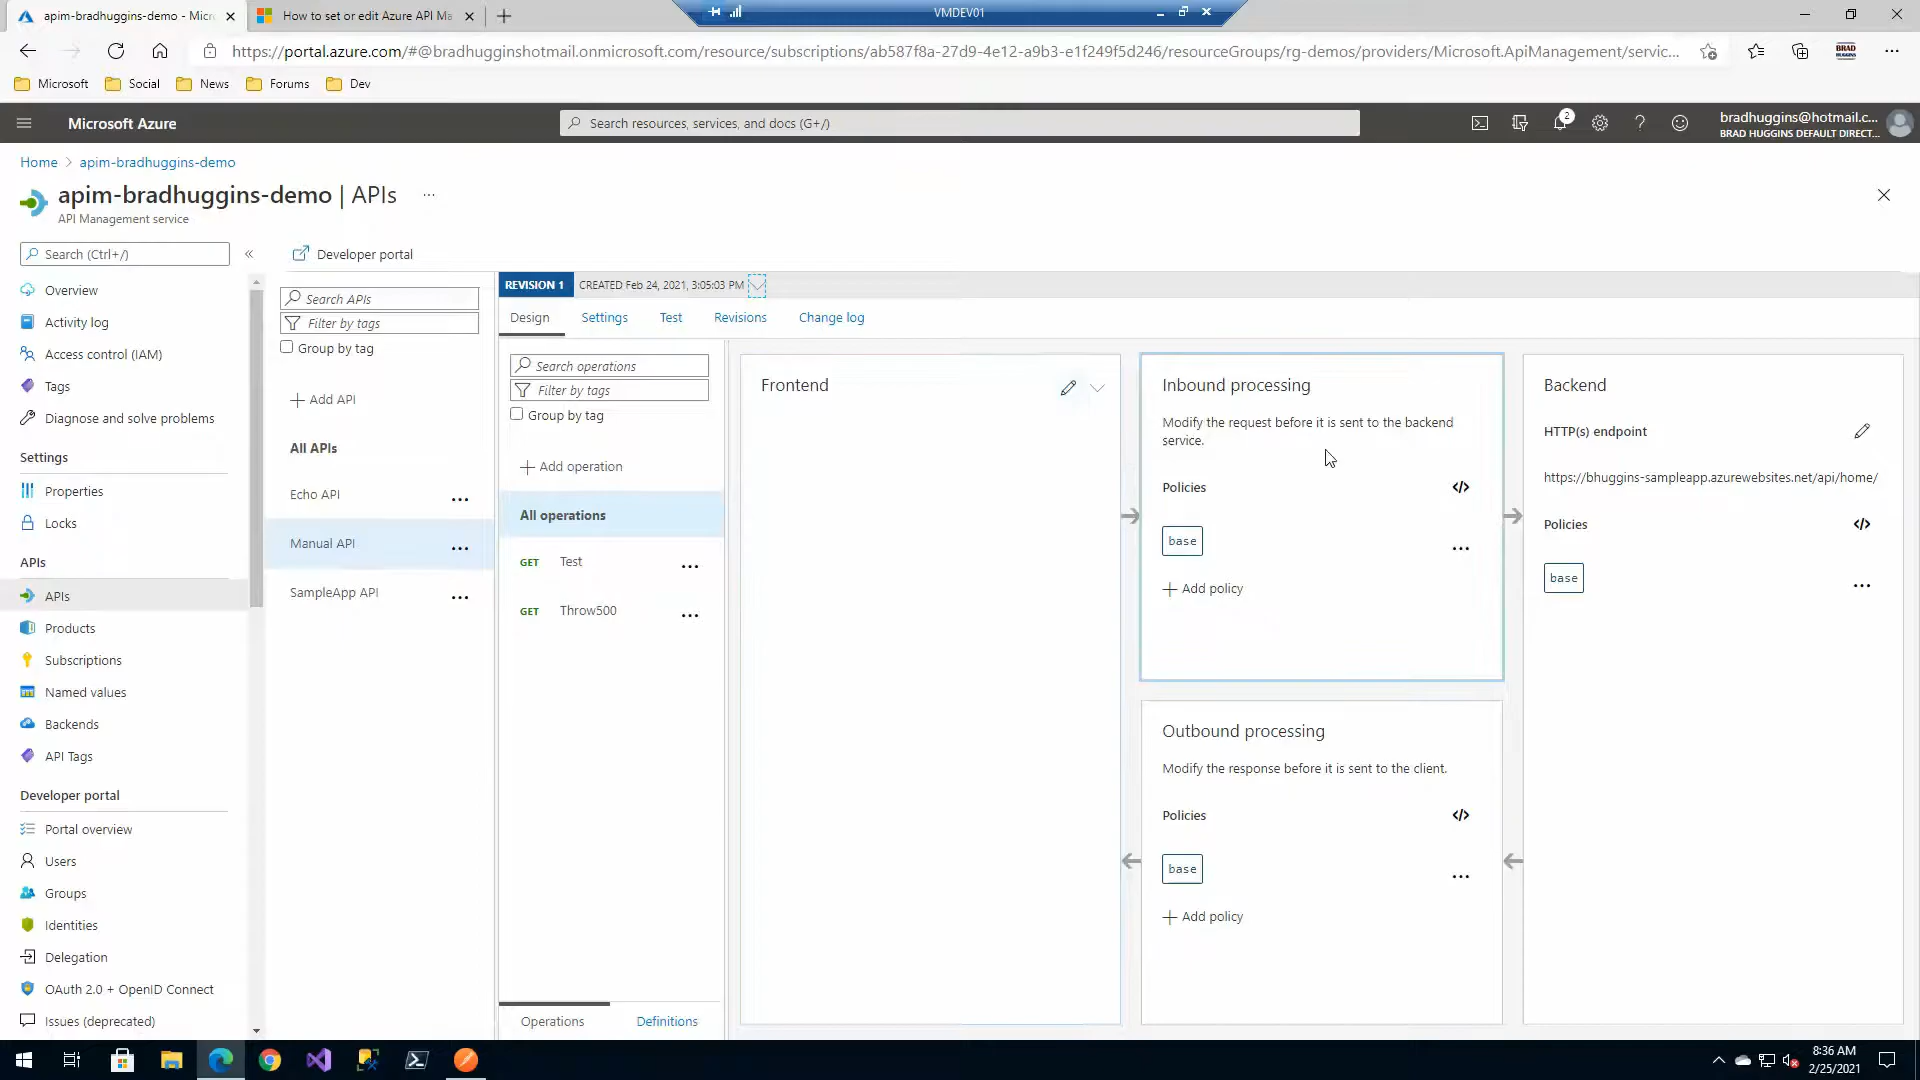 apim-bradhuggins-demo - Micr
How to set or edit Azure API Ma
VMDEV01
https://portal.azure.com/#@bradhugginshotmail.onmicrosoft.com/resource/subscriptions/ab587f8a-27d9-4e12-a9b3-e1f249f5d246/resourceGroups/rg-demos/providers/Microsoft.ApiManagement/servic...
BRAD
HUGGINS
Microsoft
Social
News
Forums
Dev
Microsoft Azure
Search resources, services, and docs (G+/)
2
bradhuggins@hotmail.c...
BRAD HUGGINS DEFAULT DIRECT...
Home > apim-bradhuggins-demo
apim-bradhuggins-demo | APIs
...
API Management service
Search (Ctrl+/)
«
Overview
Activity log
Access control (IAM)
Tags
Diagnose and solve problems
Settings
Properties
Locks
APIs
APIs
Products
Subscriptions
Named values
Backends
API Tags
Developer portal
Portal overview
Users
Groups
Identities
Delegation
OAuth 2.0 + OpenID Connect
Issues (deprecated)
Developer portal
Search APIs
Filter by tags
Group by tag
+ Add API
All APIs
Echo API ...
Manual API ...
SampleApp API ...
REVISION 1 CREATED Feb 24, 2021, 3:05:03 PM
Design Settings Test Revisions Change log
Search operations
Filter by tags
Group by tag
+ Add operation
All operations
GET Test ...
GET Throw500 ...
Operations Definitions
Frontend
Inbound processing
Modify the request before it is sent to the backend
service.
Policies </>
base ...
+ Add policy
Outbound processing
Modify the response before it is sent to the client.
Policies </>
base ...
+ Add policy
Backend
HTTP(s) endpoint
https://bhuggins-sampleapp.azurewebsites.net/api/home/
Policies </>
base ...
8:36 AM
2/25/2021